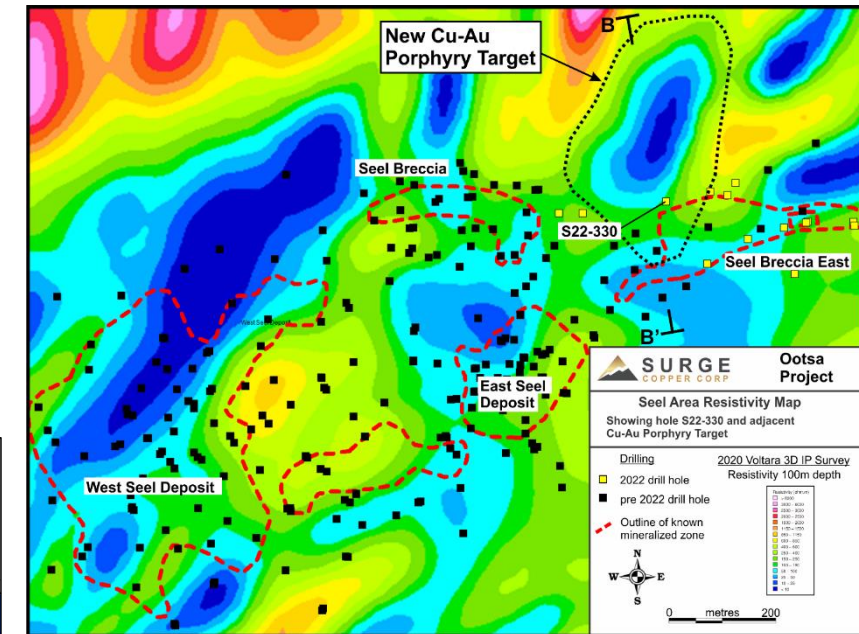 New Cu-Au
Porphyry Target
B
Seel Breccia
S22-330
Seel Breccia East
West Seel Deposit
B'
East Seel
Deposit
West Seel Deposit
SURGE
COPPER CORP
Ootsa
Project
Seel Area Resistivity Map
Showing hole S22-330 and adjacent
Cu-Au Porphyry Target
Drilling
2022 drill hole
pre 2022 drill hole
Outline of known
mineralized zone
2020 Voltara 3D IP Survey
Resistivity 100m depth
N
W E
S
0 metres 200